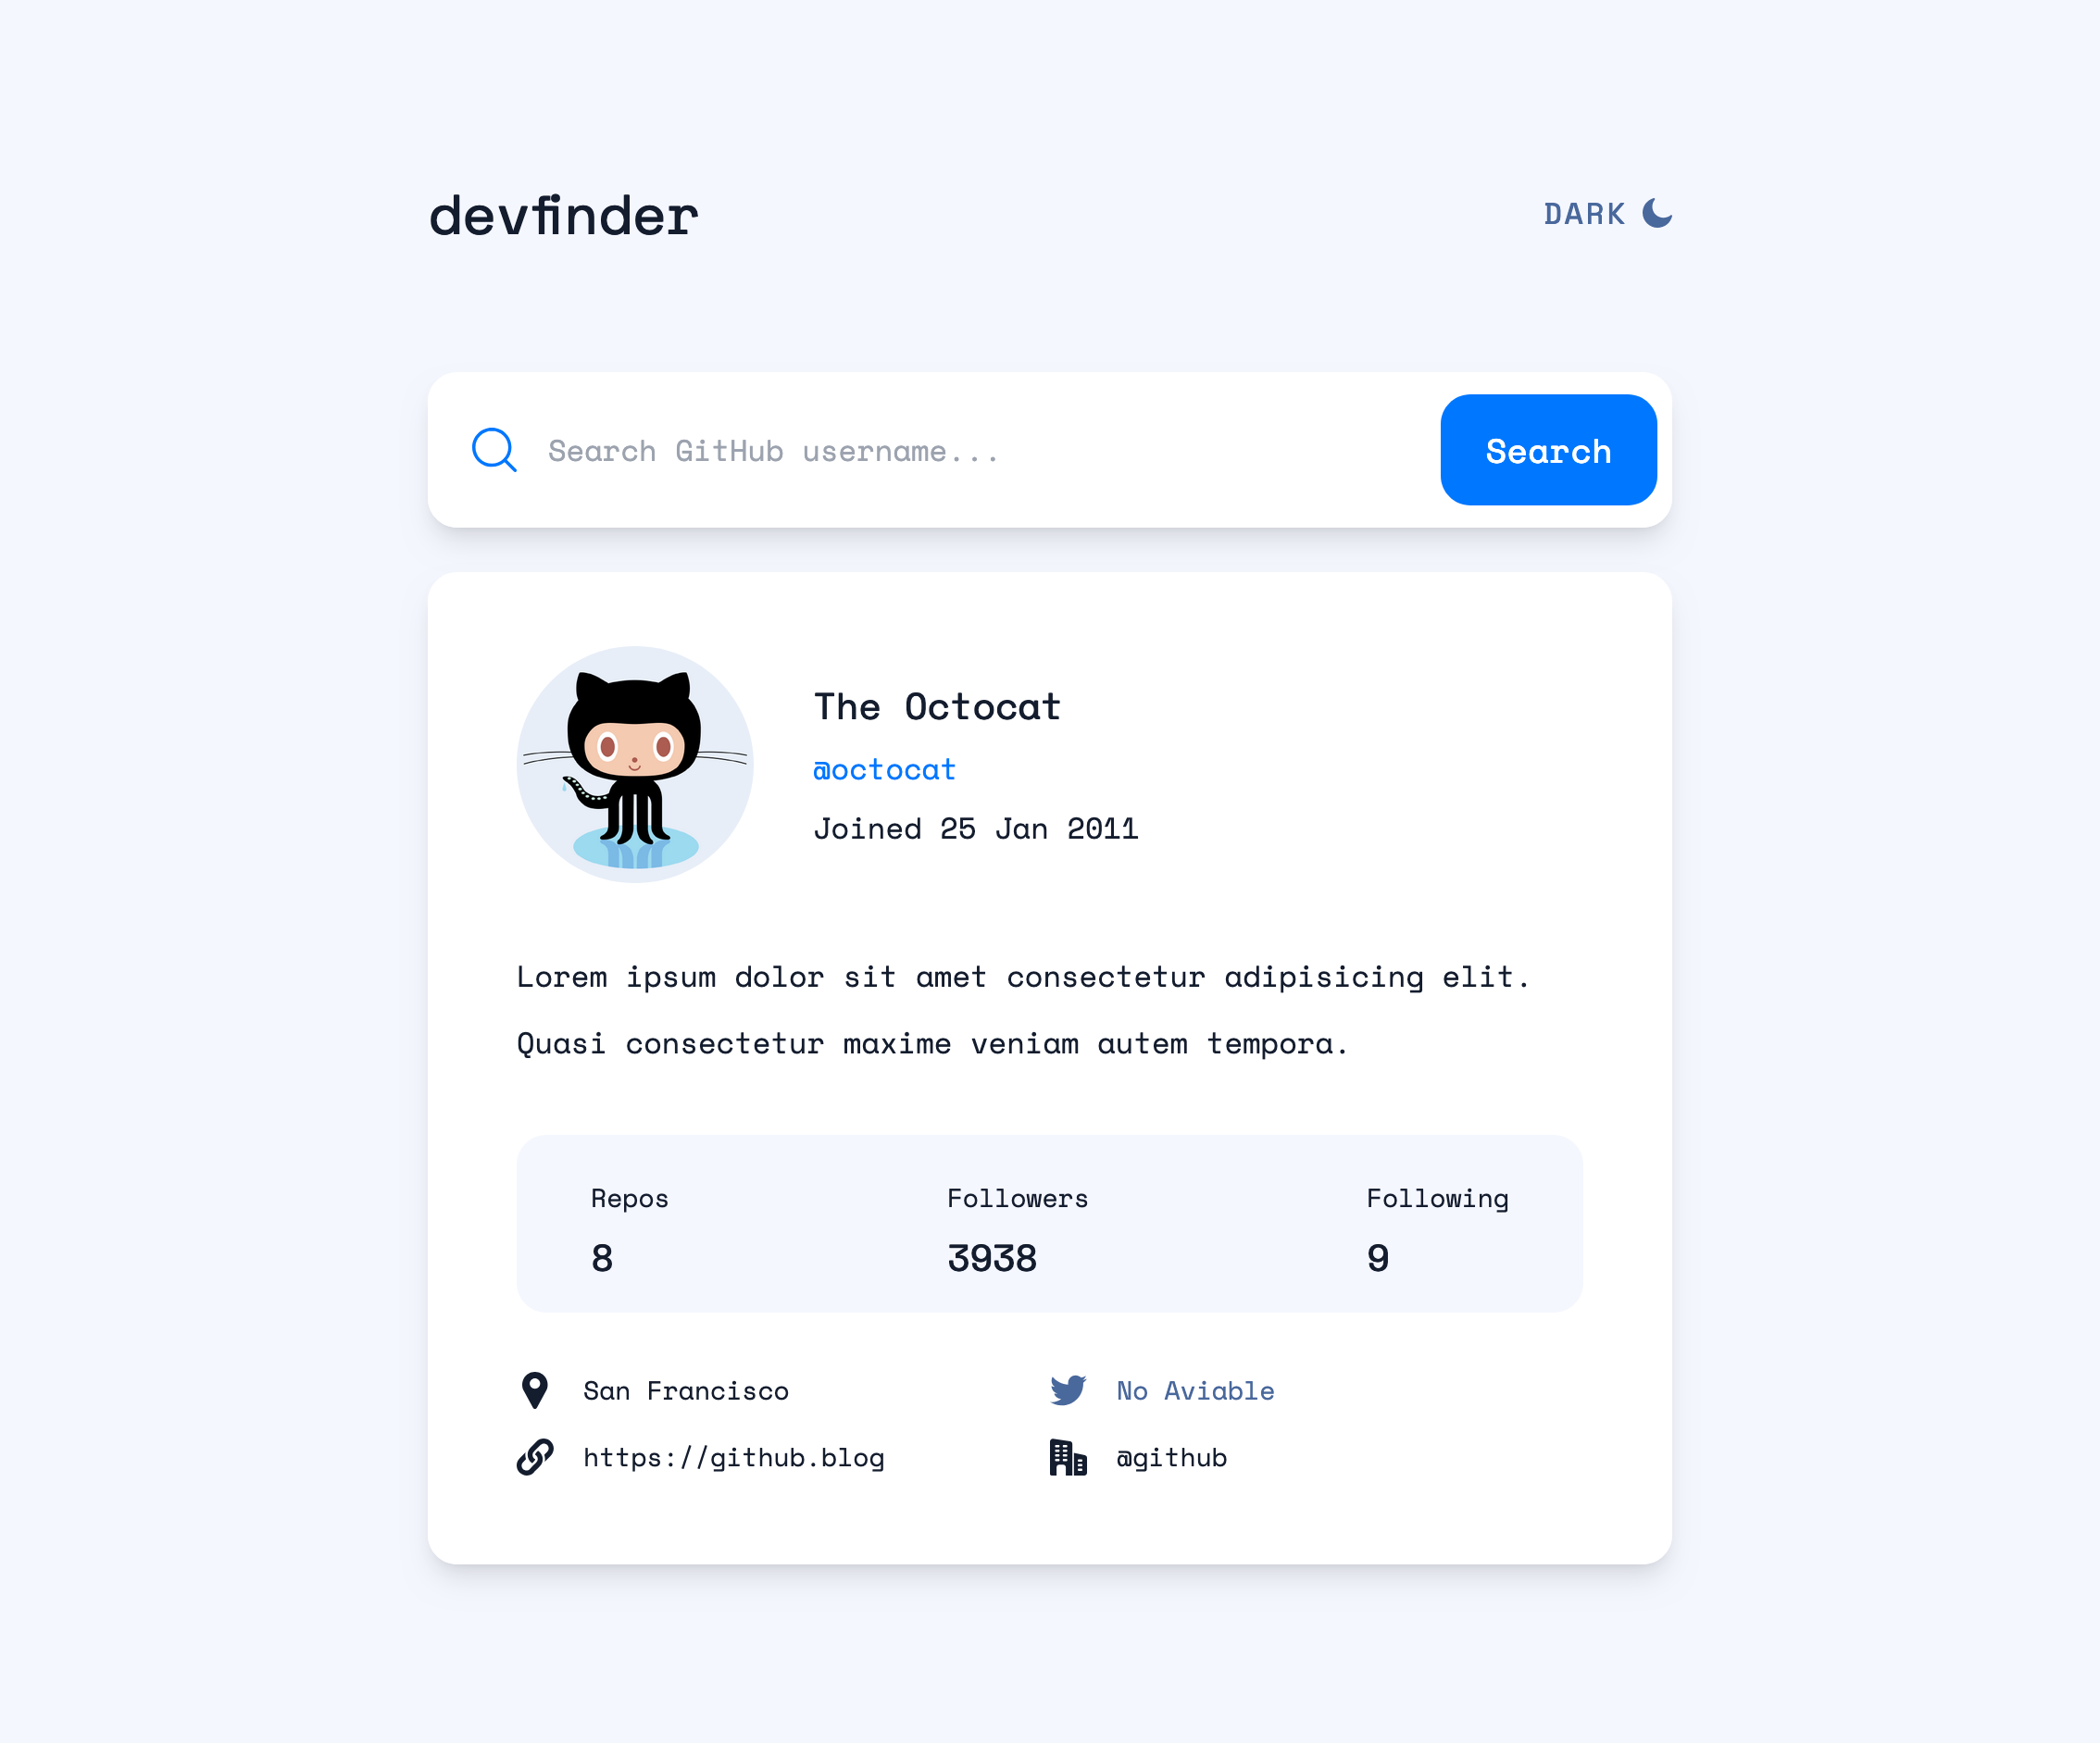 devfinder
DARK
Search GitHub username...
Search
The Octocat
@octocat
Joined 25 Jan 2011
Lorem ipsum dolor sit amet consectetur adipisicing elit.
Quasi consectetur maxime veniam autem tempora.
Repos
Followers
Following
8
3938
9
San Francisco
No Aviable
https://github.blog
@github